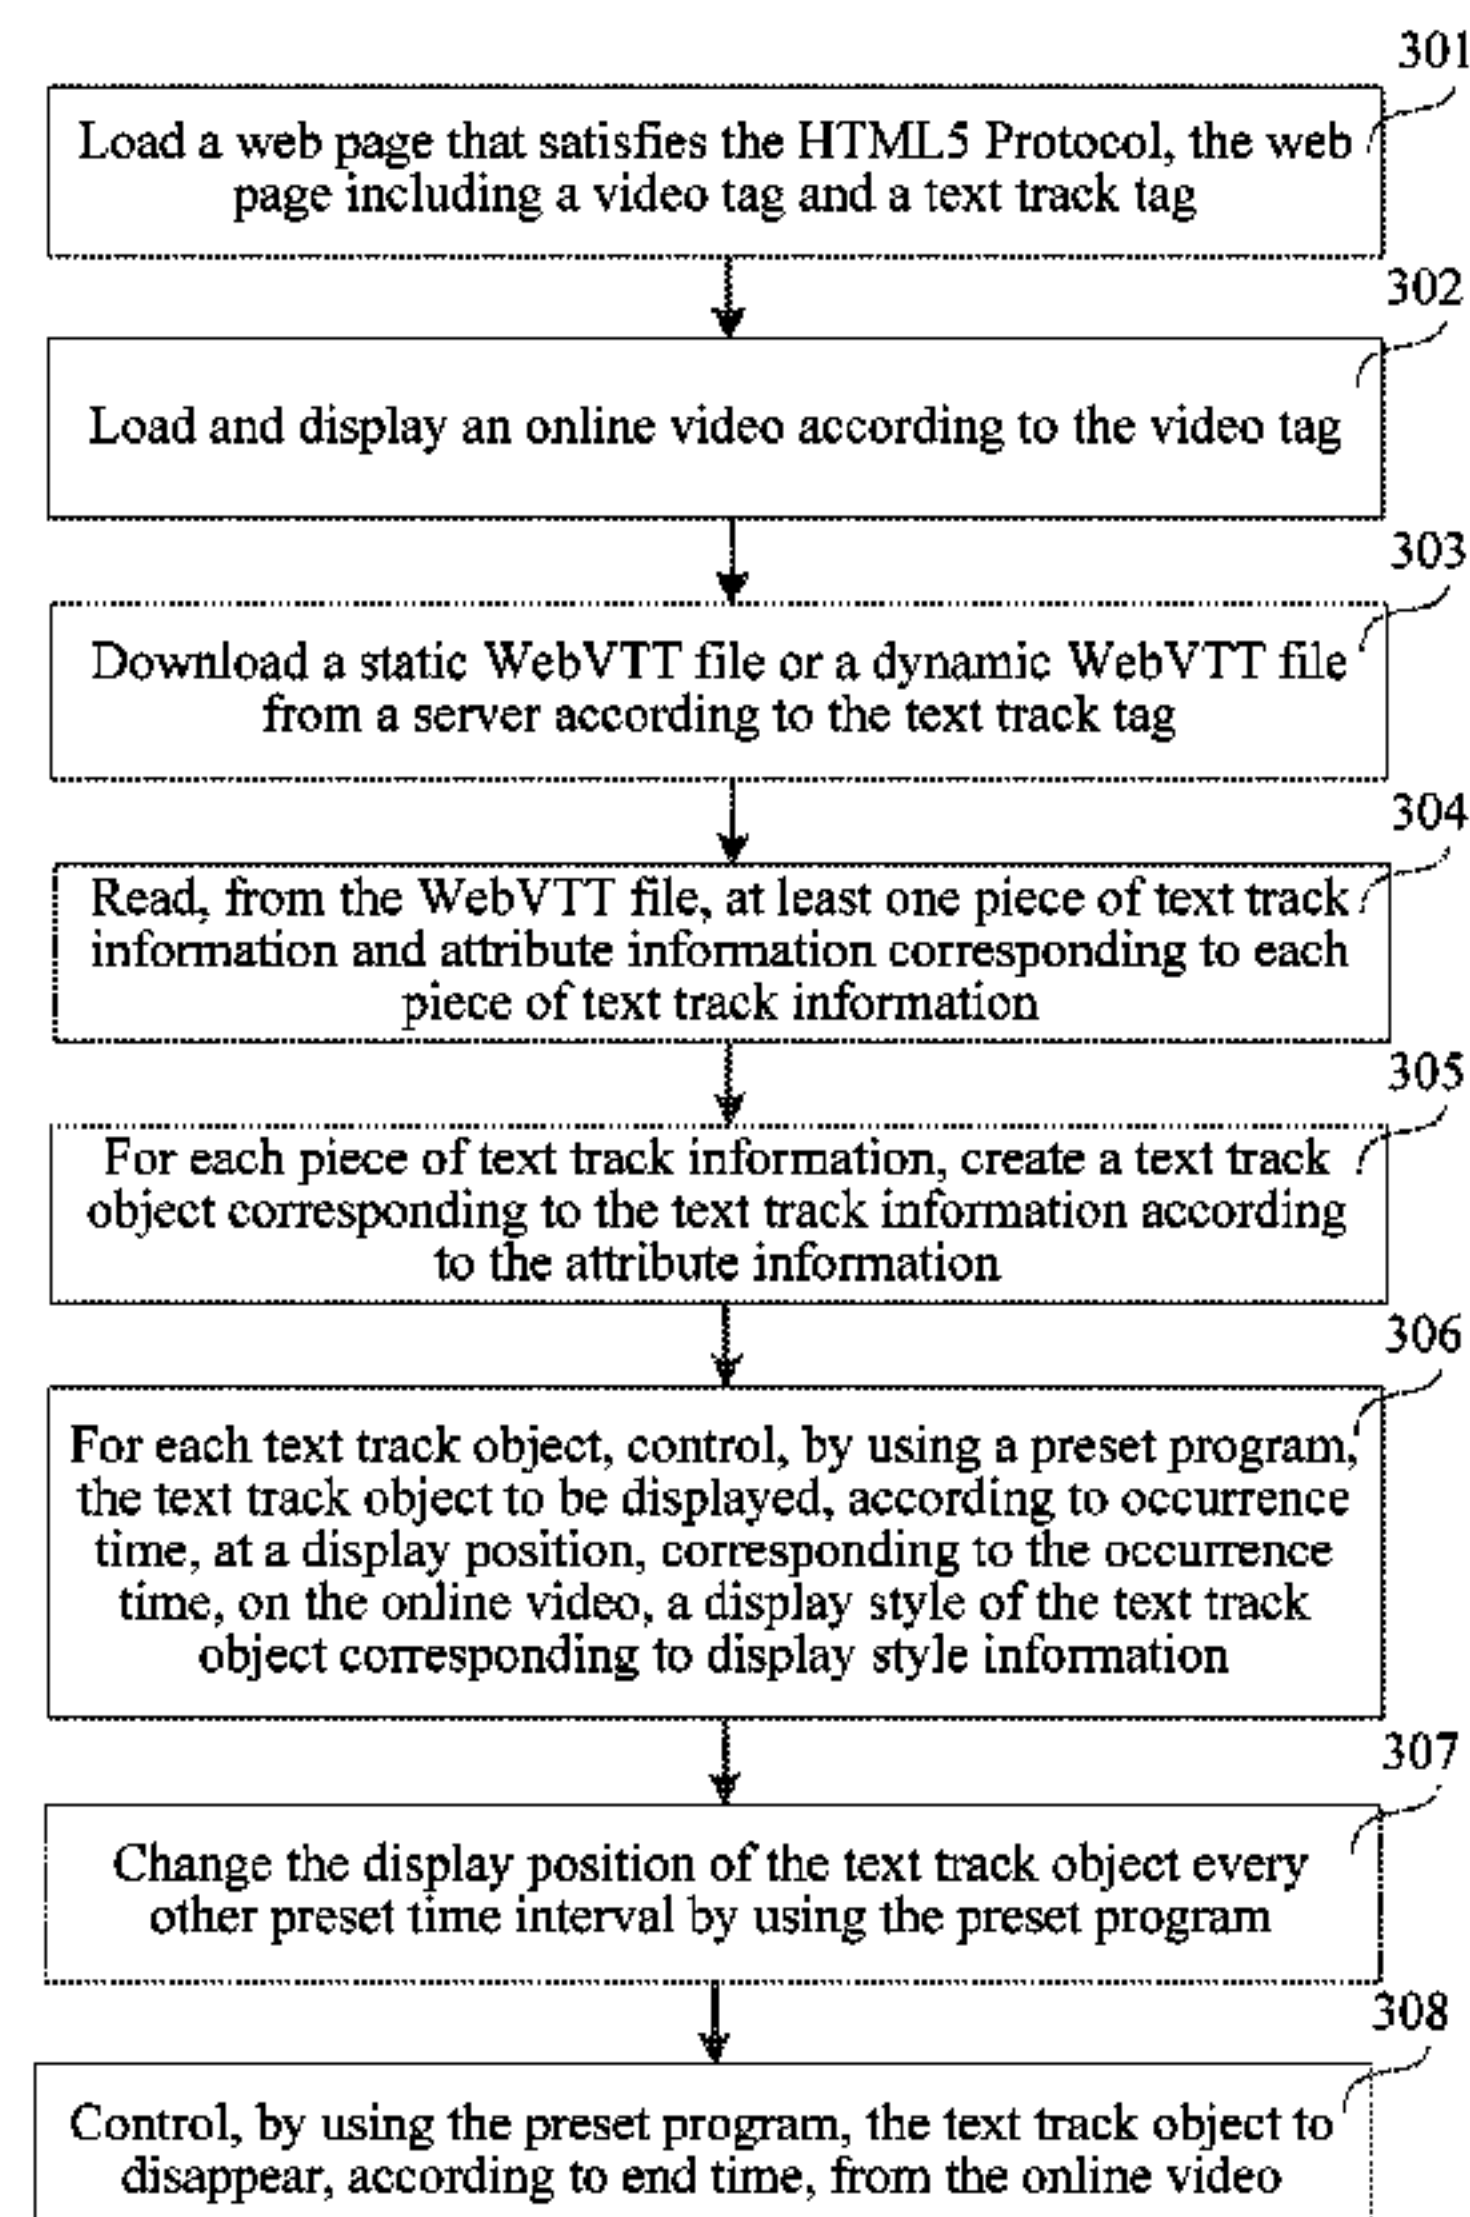 301
Load a web page that satisfies the HTML5 Protocol, the web
page including a video tag and a text track tag
302
Load and display an online video according to the video tag
303
Download a static WebVTT file or a dynamic WebVTT file
from a server according to the text track tag
304
Read, from the WebVTT file, at least one piece of text track
information and attribute information corresponding to each
piece of text track information
305
For each piece of text track information, create a text track
object corresponding to the text track information according
to the attribute information
306
For each text track object, control, by using a preset program,
the text track object to be displayed, according to occurrence
time, at a display position, corresponding to the occurrence
time, on the online video, a display style of the text track
object corresponding to display style information
307
Change the display position of the text track object every
other preset time interval by using the preset program
308
Control, by using the preset program, the text track object to
disappear, according to end time, from the online video